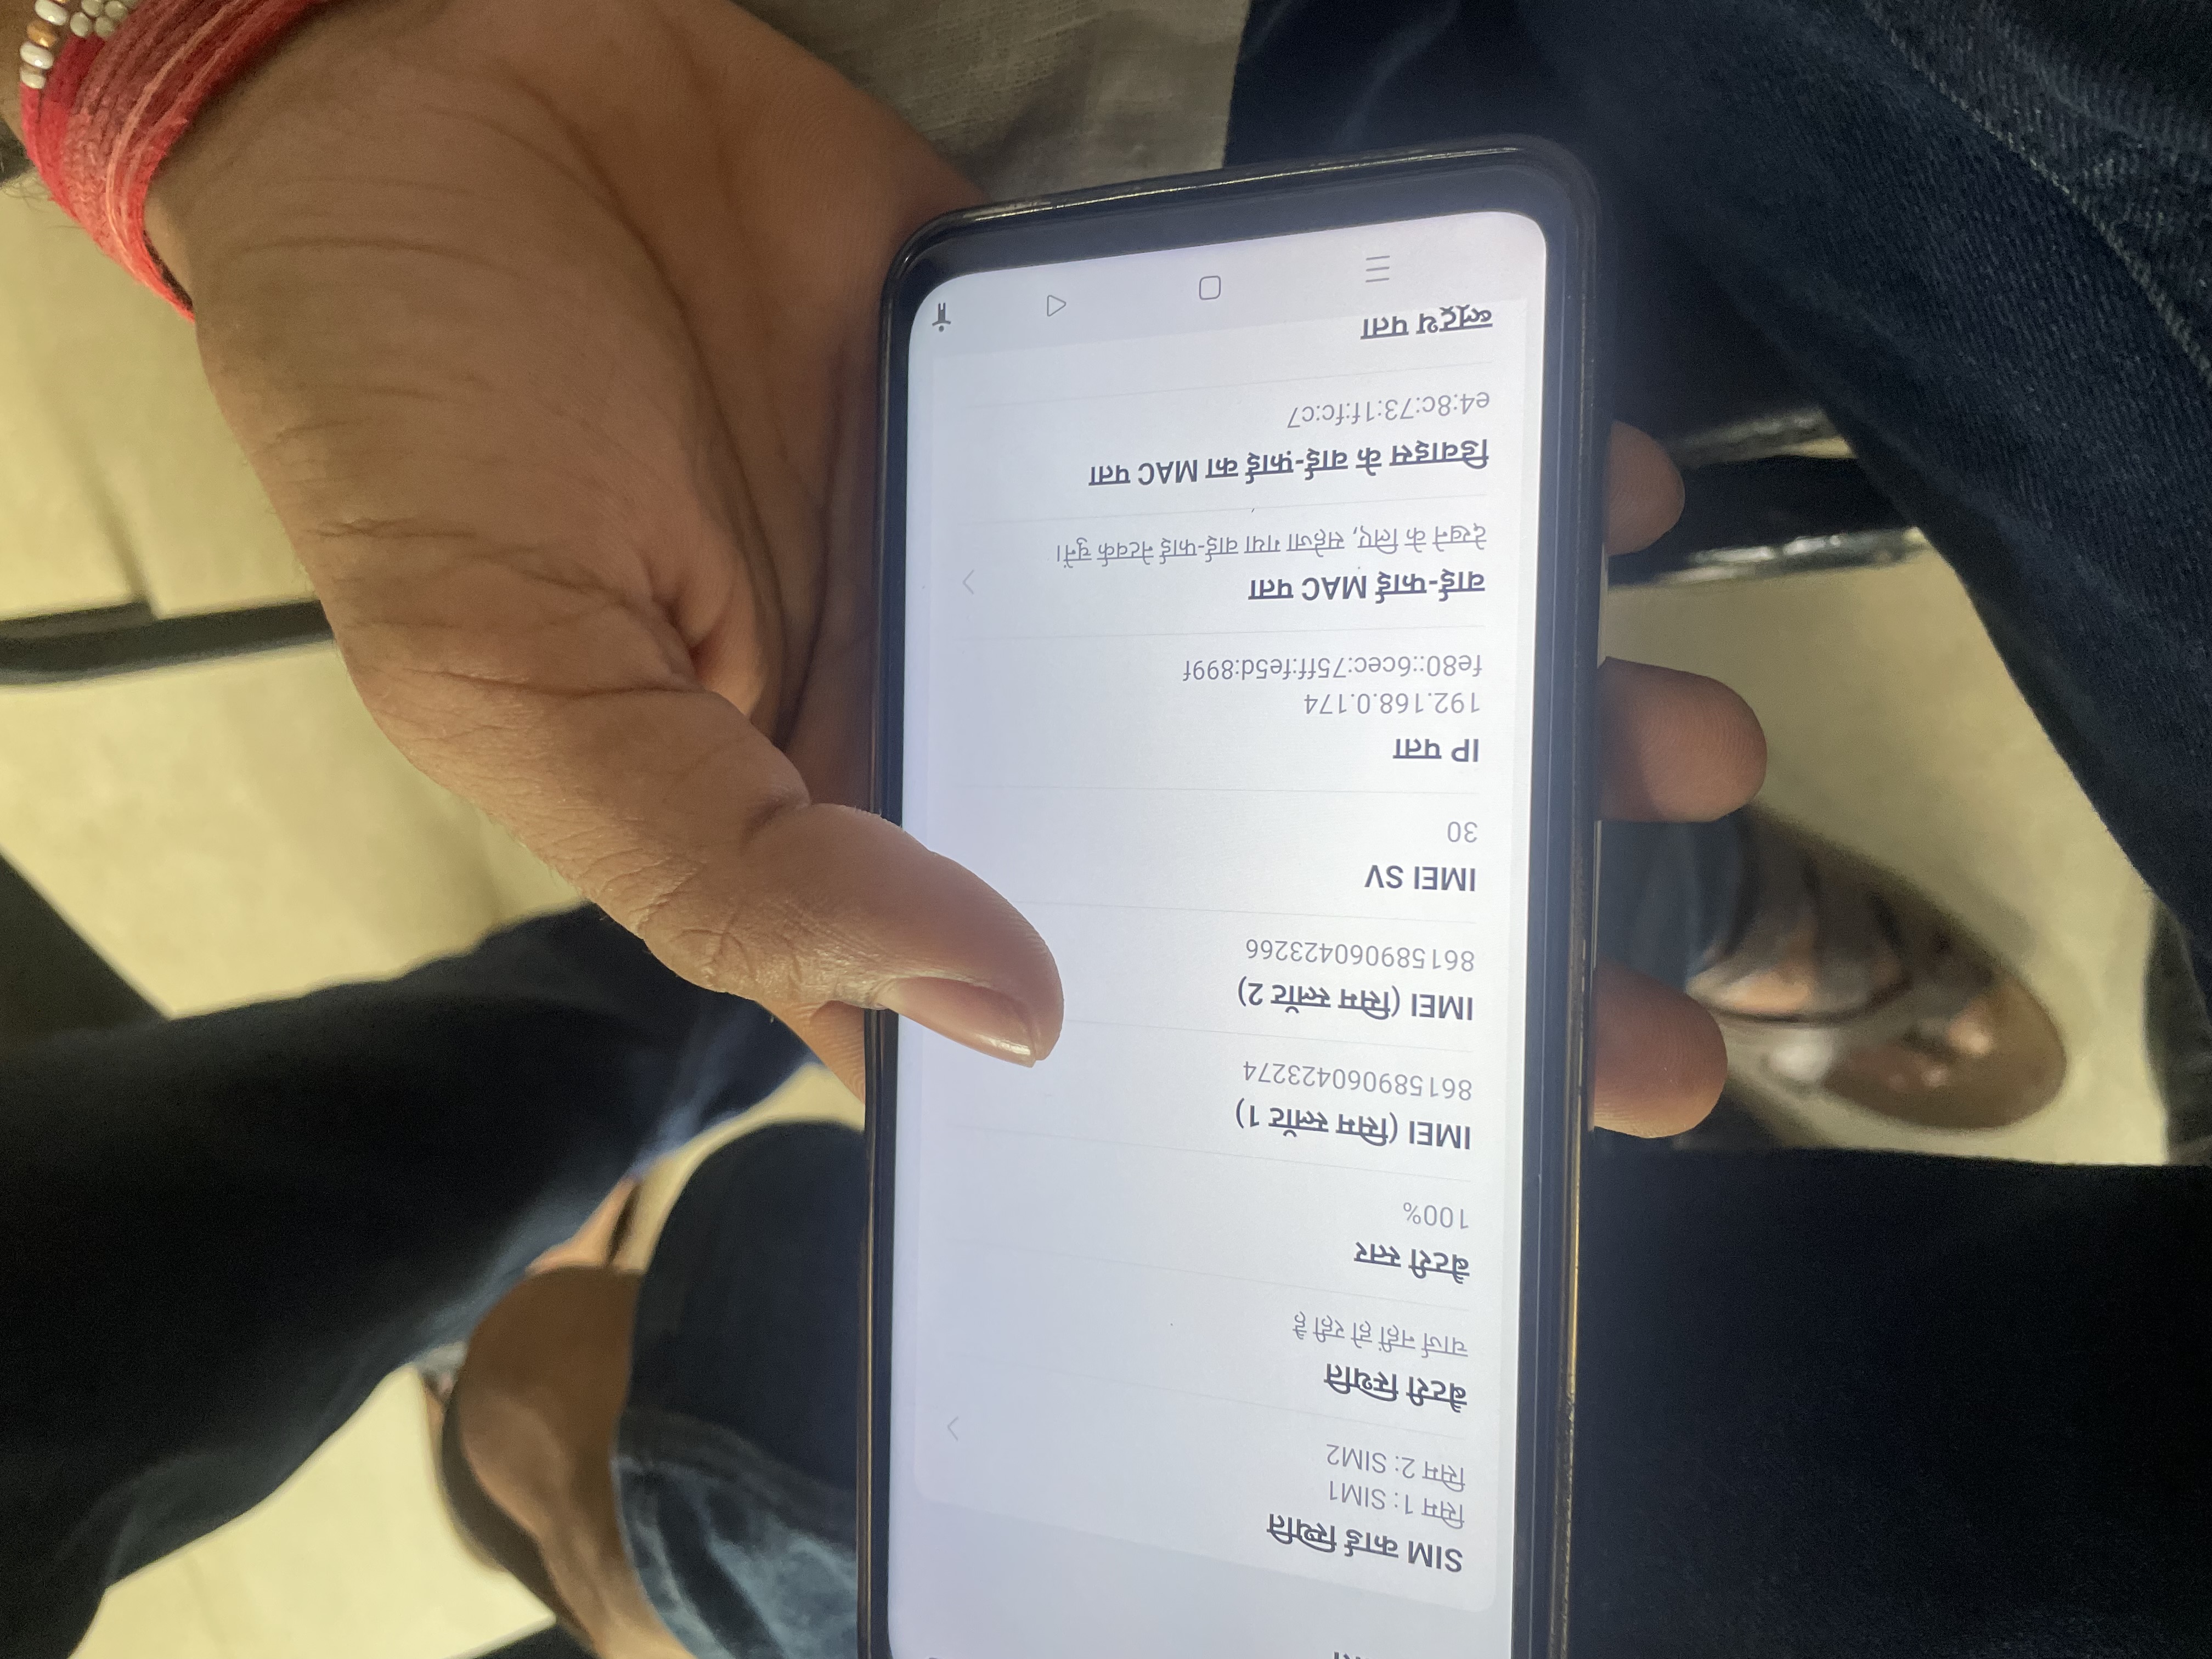 SIM कार्ड स्थिति
सिम 1: SIM1
सिम 2: SIM2
बैटरी स्थिति
चार्ज नहीं हो रही है
बैटरी स्तर
100%
IMEI (सिम स्लॉट 1)
861589060423274
IMEI (सिम स्लॉट 2)
861589060423266
IMEI SV
30
IP पता
192.168.0.174
fe80::6cec:75ff:fe5d:899f
वाई-फाई MAC पता
देखने के लिए, सहेजा गया वाई-फाई नेटवर्क चुनें।
डिवाइस के वाई-फ़ाई का MAC पता
e4:8c:73:1f:fc:c7
ब्लूटूथ पता